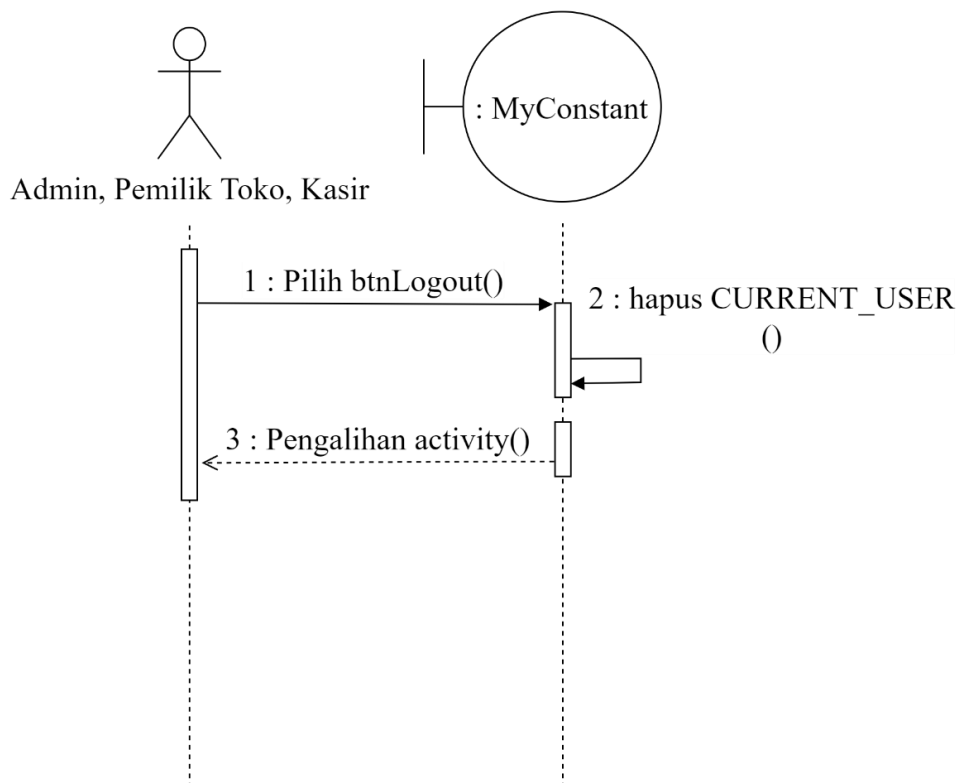 : MyConstant
Admin, Pemilik Toko, Kasir
1 : Pilih btnLogout()
2 : hapus CURRENT_USER
()
3 : Pengalihan activity()